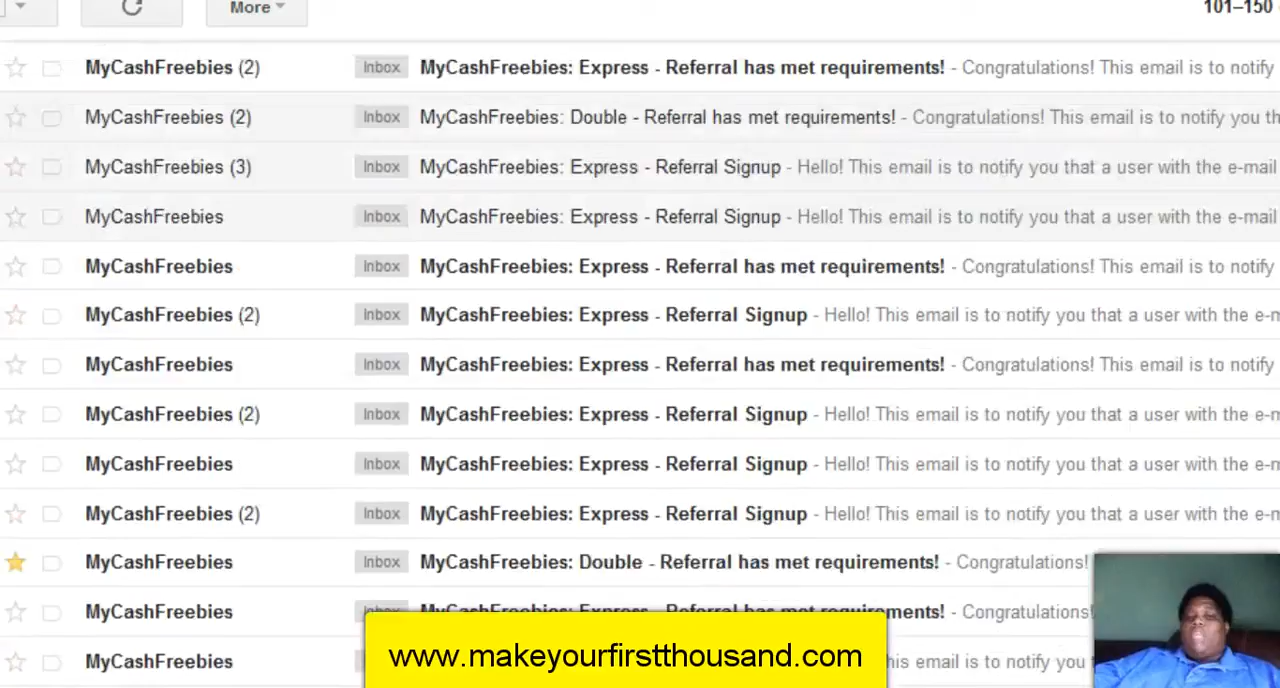 More
101–150
MyCashFreebies (2) Inbox MyCashFreebies: Express - Referral has met requirements! - Congratulations! This email is to notify
MyCashFreebies (2) Inbox MyCashFreebies: Double - Referral has met requirements! - Congratulations! This email is to notify you th
MyCashFreebies (3) Inbox MyCashFreebies: Express - Referral Signup - Hello! This email is to notify you that a user with the e-mail
MyCashFreebies Inbox MyCashFreebies: Express - Referral Signup - Hello! This email is to notify you that a user with the e-mail
MyCashFreebies Inbox MyCashFreebies: Express - Referral has met requirements! - Congratulations! This email is to notify
MyCashFreebies (2) Inbox MyCashFreebies: Express - Referral Signup - Hello! This email is to notify you that a user with the e-m
MyCashFreebies Inbox MyCashFreebies: Express - Referral has met requirements! - Congratulations! This email is to notify
MyCashFreebies (2) Inbox MyCashFreebies: Express - Referral Signup - Hello! This email is to notify you that a user with the e-m
MyCashFreebies Inbox MyCashFreebies: Express - Referral Signup - Hello! This email is to notify you that a user with the e-m
MyCashFreebies (2) Inbox MyCashFreebies: Express - Referral Signup - Hello! This email is to notify you that a user with the e-m
MyCashFreebies Inbox MyCashFreebies: Double - Referral has met requirements! - Congratulations!
MyCashFreebies Inbox MyCashFreebies: Express - Referral has met requirements! - Congratulations
MyCashFreebies his email is to notify you
www.makeyourfirstthousand.com